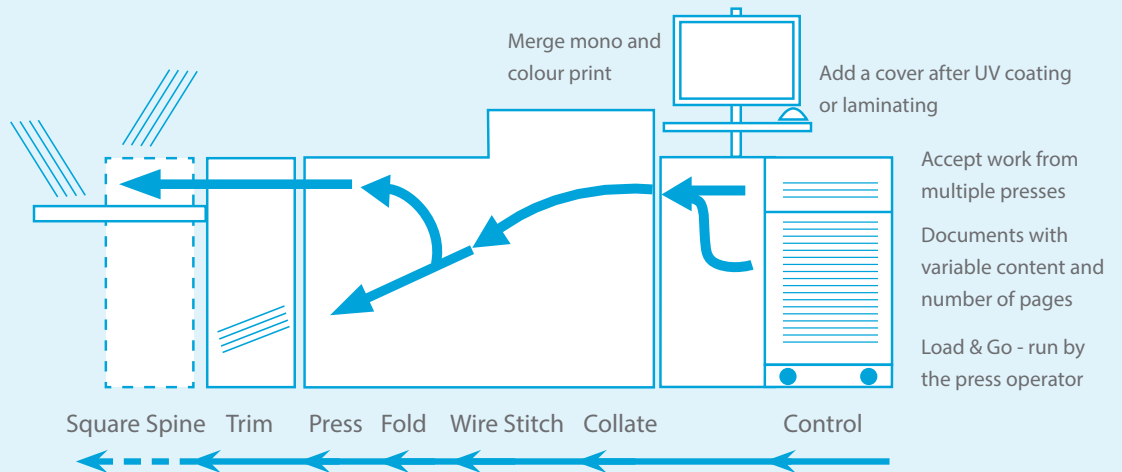 Merge mono and
colour print
Add a cover after UV coating
or laminating
Accept work from
multiple presses
Documents with
variable content and
number of pages
Load & Go - run by
the press operator
Square Spine Trim Press Fold Wire Stitch Collate Control